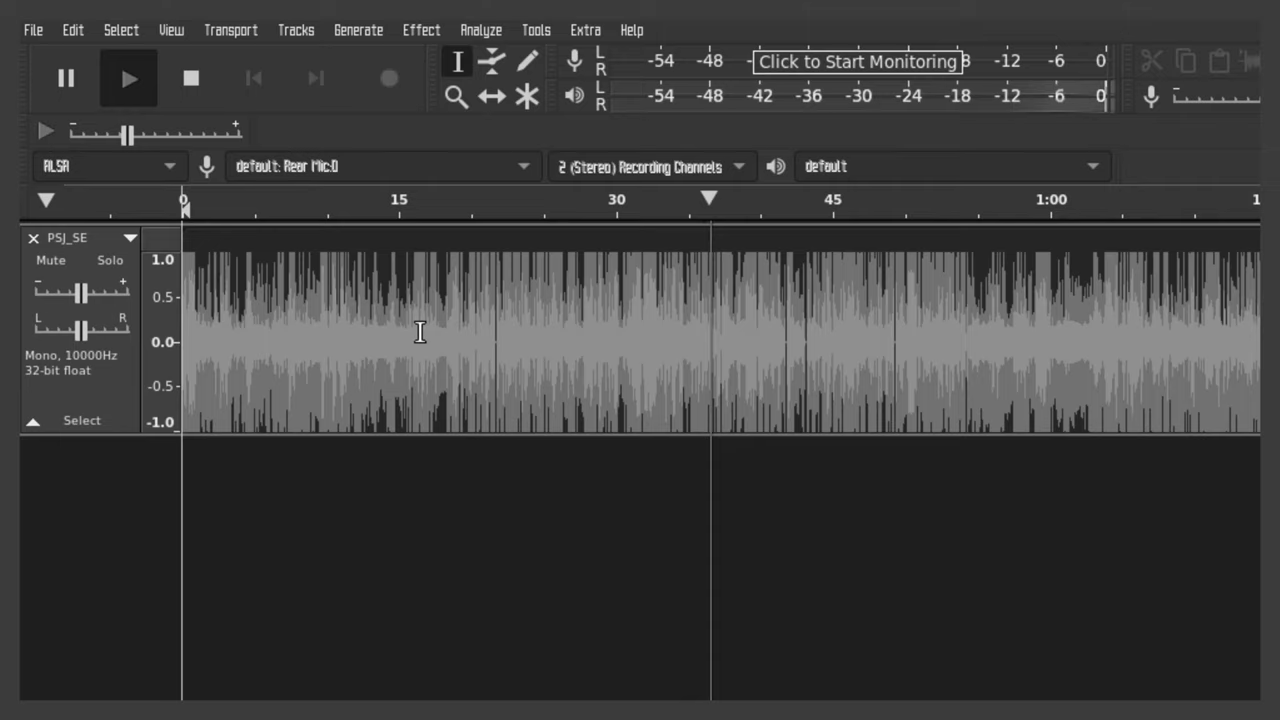 File Edit Select View Transport Tracks Generate Effect Analyze Tools Extra Help
L
R
-54 -48 - Click to Start Monitoring 8 -12 -6 0
L
R
-54 -48 -42 -36 -30 -24 -18 -12 -6 0
- +
ALSA default: Rear Mic:0 2 (Stereo) Recording Channels default
0 15 30 45 1:00 1
PSJ_SE
Mute Solo
- +
L R
Mono, 10000Hz
32-bit float
Select
1.0
0.5
0.0
-0.5
-1.0